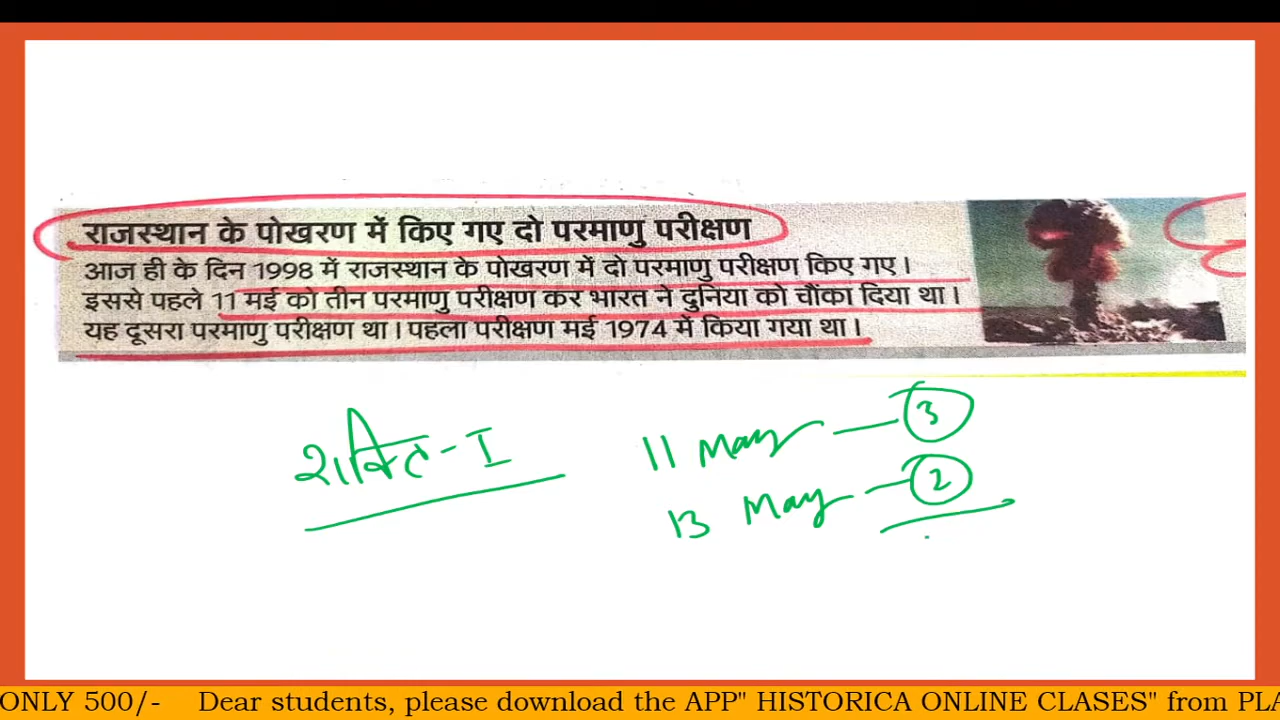 राजस्थान के पोखरण में किए गए दो परमाणु परीक्षण
आज ही के दिन 1998 में राजस्थान के पोखरण में दो परमाणु परीक्षण किए गए।
इससे पहले 11 मई को तीन परमाणु परीक्षण कर भारत ने दुनिया को चौंका दिया था।
यह दूसरा परमाणु परीक्षण था। पहला परीक्षण मई 1974 में किया गया था।
शक्ति-I
11 May — 3
13 May — 2
ONLY 500/- Dear students, please download the APP" HISTORICA ONLINE CLASES" from PLA